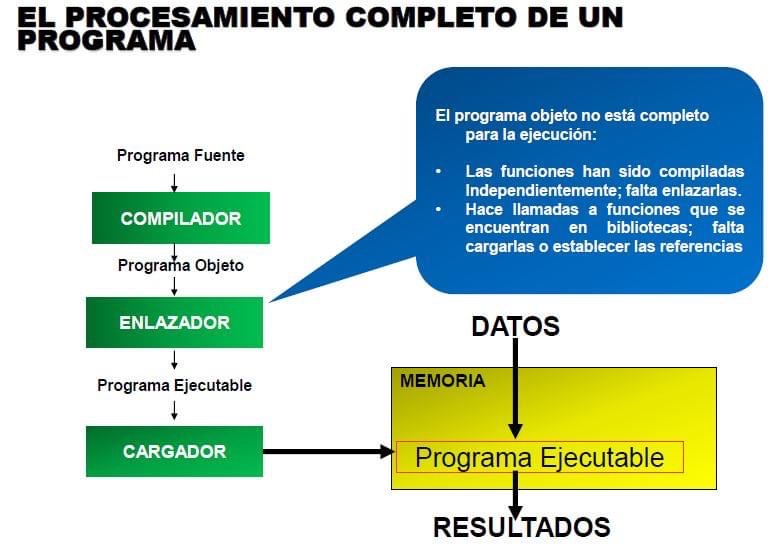 EL PROCESAMIENTO COMPLETO DE UN
PROGRAMA
El programa objeto no está completo
para la ejecución:
• Las funciones han sido compiladas
Independientemente; falta enlazarlas.
• Hace llamadas a funciones que se
encuentran en bibliotecas; falta
cargarlas o establecer las referencias
Programa Fuente
COMPILADOR
Programa Objeto
ENLAZADOR
Programa Ejecutable
CARGADOR
DATOS
MEMORIA
Programa Ejecutable
RESULTADOS